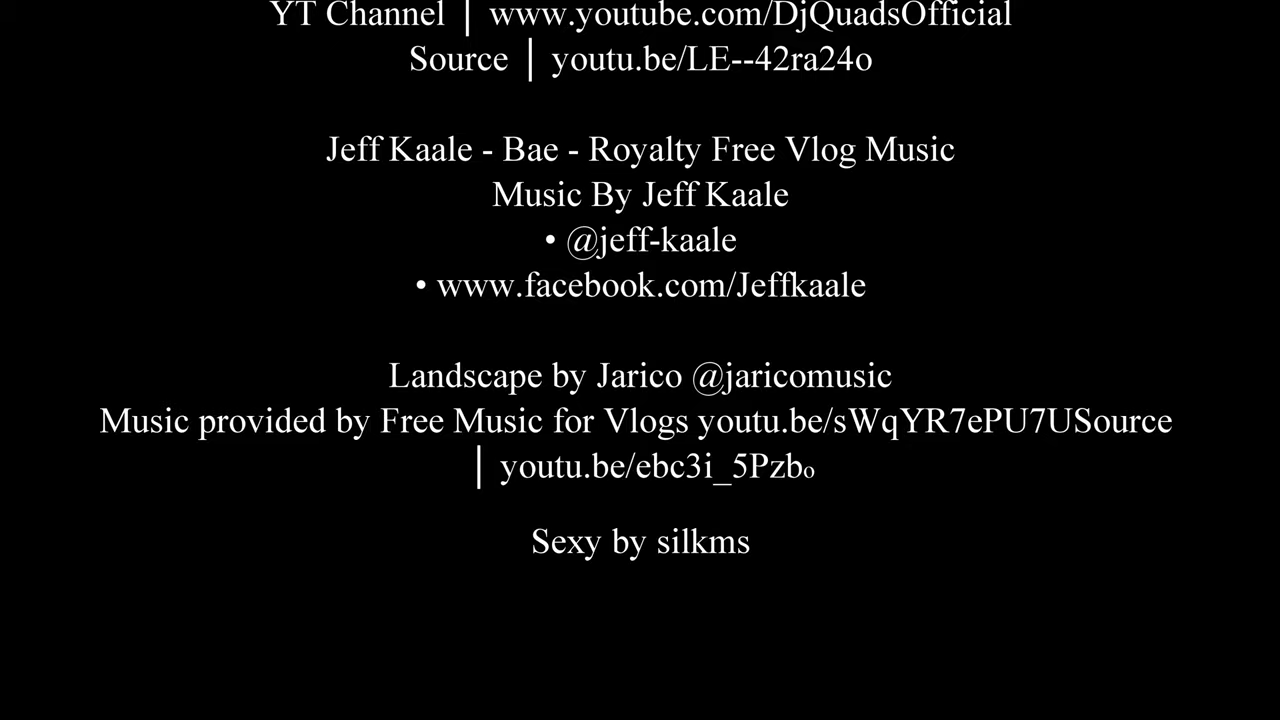 YT Channel │ www.youtube.com/DjQuadsOfficial
Source │ youtu.be/LE--42ra24o
Jeff Kaale - Bae - Royalty Free Vlog Music
Music By Jeff Kaale
• @jeff-kaale
• www.facebook.com/Jeffkaale
Landscape by Jarico @jaricomusic
Music provided by Free Music for Vlogs youtu.be/sWqYR7ePU7USource
│ youtu.be/ebc3i_5Pzbo
Sexy by silkms